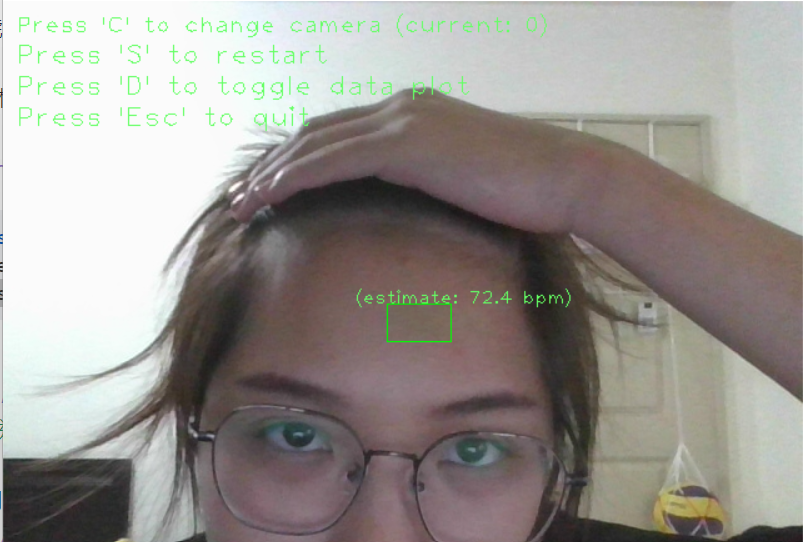 Press 'C' to change camera (current: 0)
Press 'S' to restart
Press 'D' to toggle data plot
Press 'Esc' to quit
(estimate: 72.4 bpm)